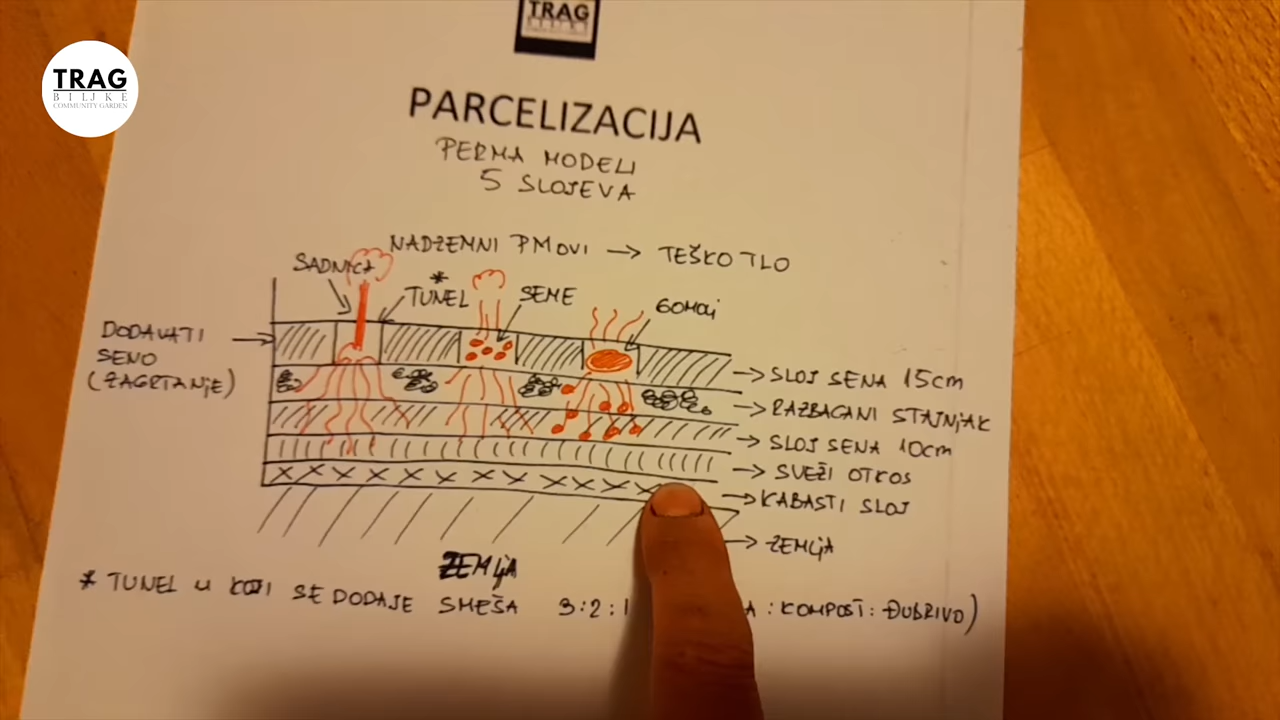 TRAG
BILJKE
COMMUNITY GARDEN
TRAG
BILJKE
PARCELIZACIJA
PERMA MODELI
5 SLOJEVA
NADZEMNI PMOVI → TEŠKO TLO
SADNICA
* TUNEL
SEME
GOMOLJ
DODAVATI
SENO
(ZAGRTANJE)
→ SLOJ SENA 15cm
→ RAZBACANI STAJNJAK
→ SLOJ SENA 10cm
→ SVEŽI OTKOS
→ KABASTI SLOJ
→ ZEMLJA
ZEMLJA
* TUNEL U KOJI SE DODAJE SMEŠA 3:2:1 : KOMPOST : ĐUBRIVO)